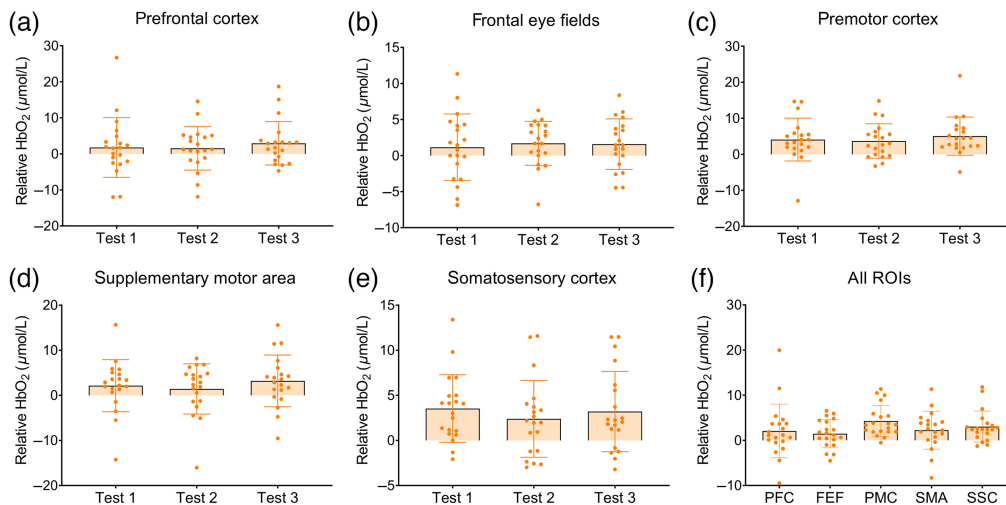 (a)
Prefrontal cortex
Relative HbO₂ (µmol/L)
30
20
10
0
–10
–20
Test 1 Test 2 Test 3
(b)
Frontal eye fields
Relative HbO₂ (µmol/L)
15
10
5
0
–5
–10
Test 1 Test 2 Test 3
(c)
Premotor cortex
Relative HbO₂ (µmol/L)
30
20
10
0
–10
–20
Test 1 Test 2 Test 3
(d)
Supplementary motor area
Relative HbO₂ (µmol/L)
20
10
0
–10
–20
Test 1 Test 2 Test 3
(e)
Somatosensory cortex
Relative HbO₂ (µmol/L)
15
10
5
0
–5
Test 1 Test 2 Test 3
(f)
All ROIs
Relative HbO₂ (µmol/L)
30
20
10
0
–10
PFC FEF PMC SMA SSC